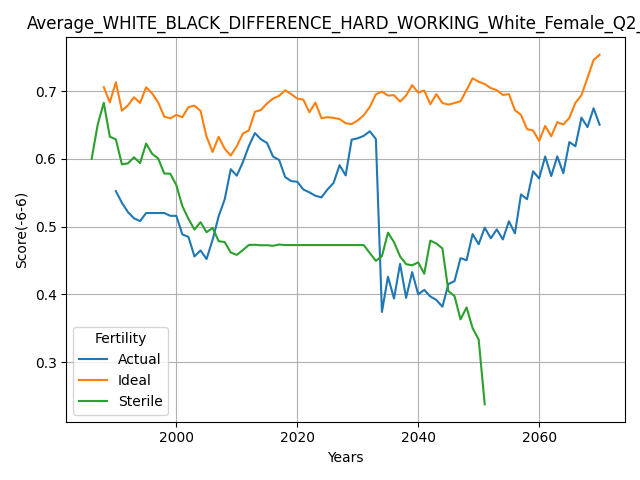 Average_WHITE_BLACK_DIFFERENCE_HARD_WORKING_White_Female_Q2_
0.7
0.6
0.5
0.4
0.3
Score(-6-6)
Fertility
Actual
Ideal
Sterile
2000 2020 2040 2060
Years